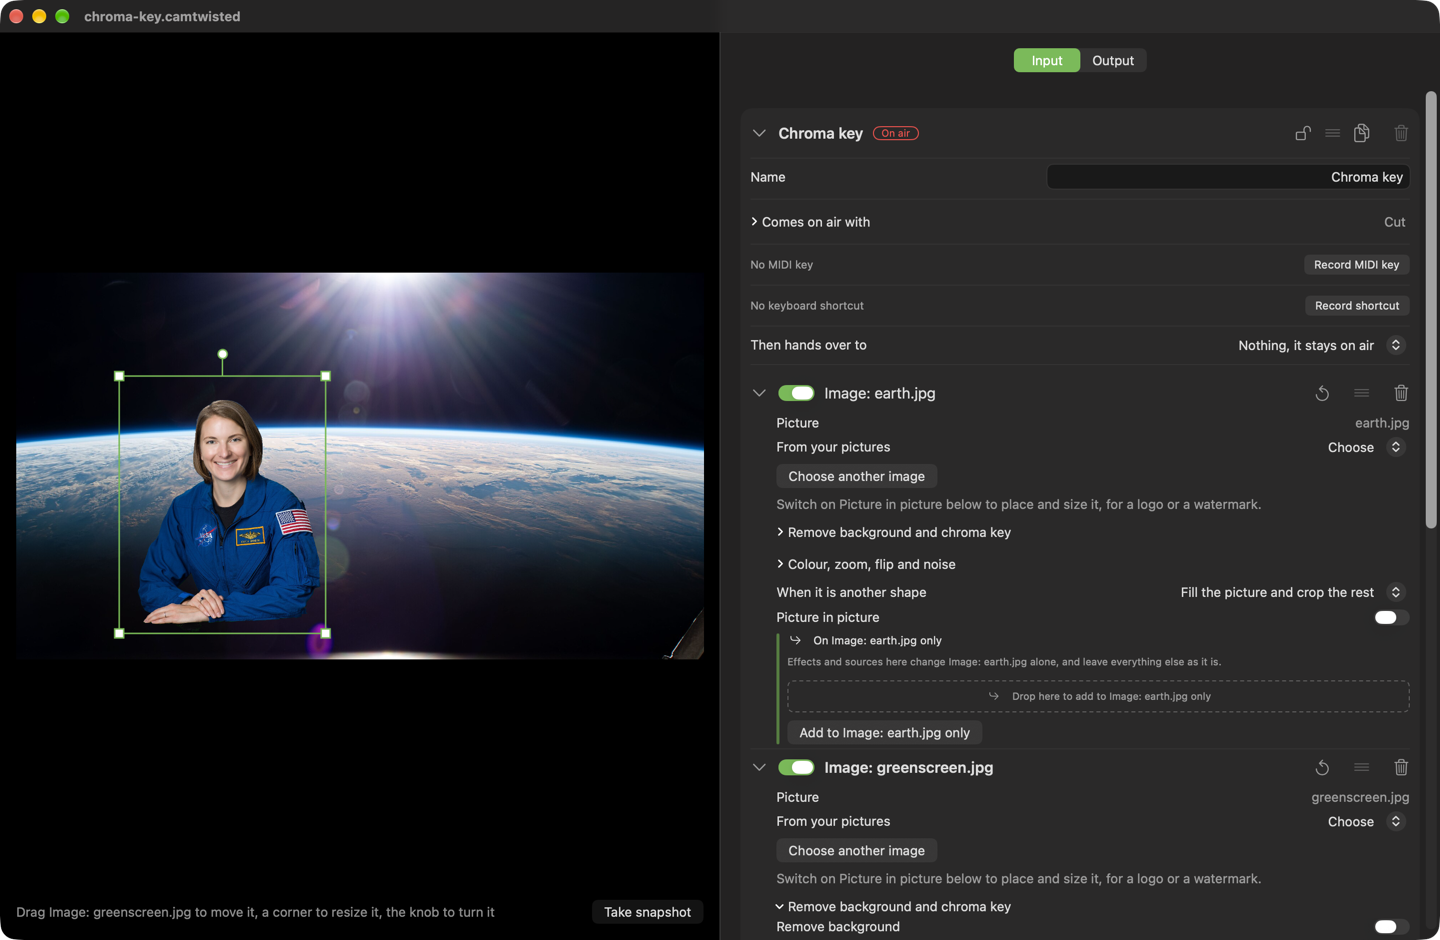 chroma-key.camtwisted
Input
Output
Chroma key
On air
Name
Chroma key
Comes on air with
Cut
No MIDI key
Record MIDI key
No keyboard shortcut
Record shortcut
Then hands over to
Nothing, it stays on air
Image: earth.jpg
Picture
earth.jpg
From your pictures
Choose
Choose another image
Switch on Picture in picture below to place and size it, for a logo or a watermark.
Remove background and chroma key
Colour, zoom, flip and noise
When it is another shape
Fill the picture and crop the rest
Picture in picture
On Image: earth.jpg only
Effects and sources here change Image: earth.jpg alone, and leave everything else as it is.
Drop here to add to Image: earth.jpg only
Add to Image: earth.jpg only
Image: greenscreen.jpg
Picture
greenscreen.jpg
From your pictures
Choose
Choose another image
Switch on Picture in picture below to place and size it, for a logo or a watermark.
Remove background and chroma key
Remove background
NASA
Drag Image: greenscreen.jpg to move it, a corner to resize it, the knob to turn it
Take snapshot